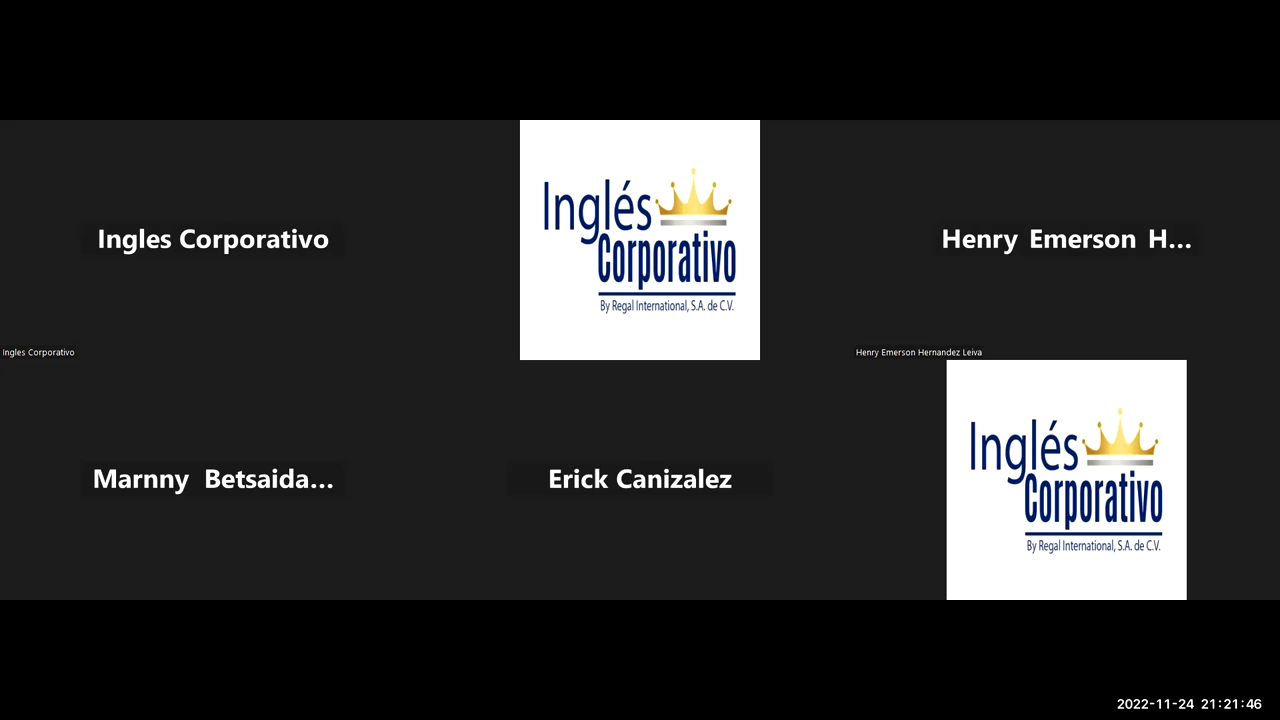 Ingles Corporativo
Inglés
Corporativo
By Regal International, S.A. de C.V.
Henry Emerson H...
Ingles Corporativo
Henry Emerson Hernandez Leiva
Marnny Betsaida...
Erick Canizalez
Inglés
Corporativo
By Regal International, S.A. de C.V.
2022-11-24 21:21:46